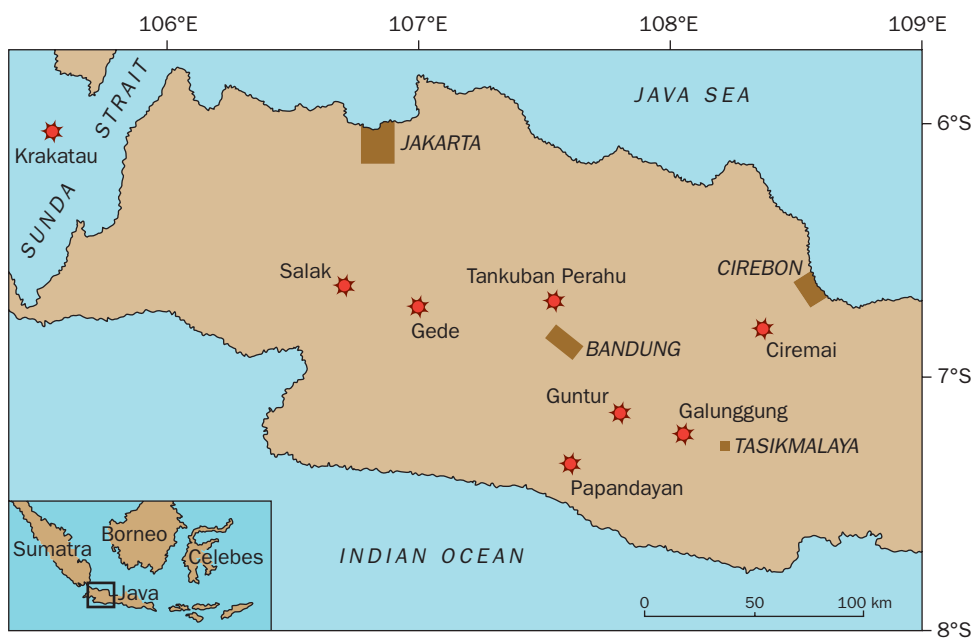 106°E
107°E
108°E
109°E
SUNDA STRAIT
JAVA SEA
6°S
Krakatau
JAKARTA
Salak
Tankuban Perahu
CIREBON
Gede
BANDUNG
Ciremai
7°S
Guntur
Galunggung
TASIKMALAYA
Papandayan
Sumatra
Borneo
Celebes
Java
INDIAN OCEAN
0 50 100 km
8°S